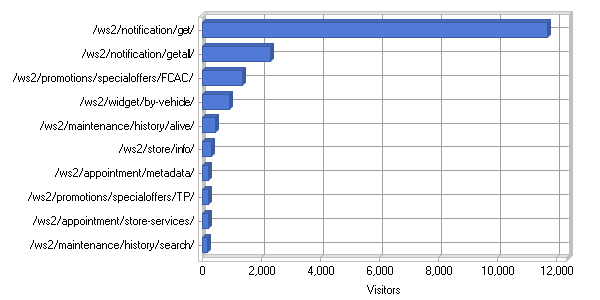 /ws2/notification/get/
/ws2/notification/getall/
/ws2/promotions/specialoffers/FCAC/
/ws2/widget/by-vehicle/
/ws2/maintenance/history/alive/
/ws2/store/info/
/ws2/appointment/metadata/
/ws2/promotions/specialoffers/TP/
/ws2/appointment/store-services/
/ws2/maintenance/history/search/
0 2,000 4,000 6,000 8,000 10,000 12,000
Visitors